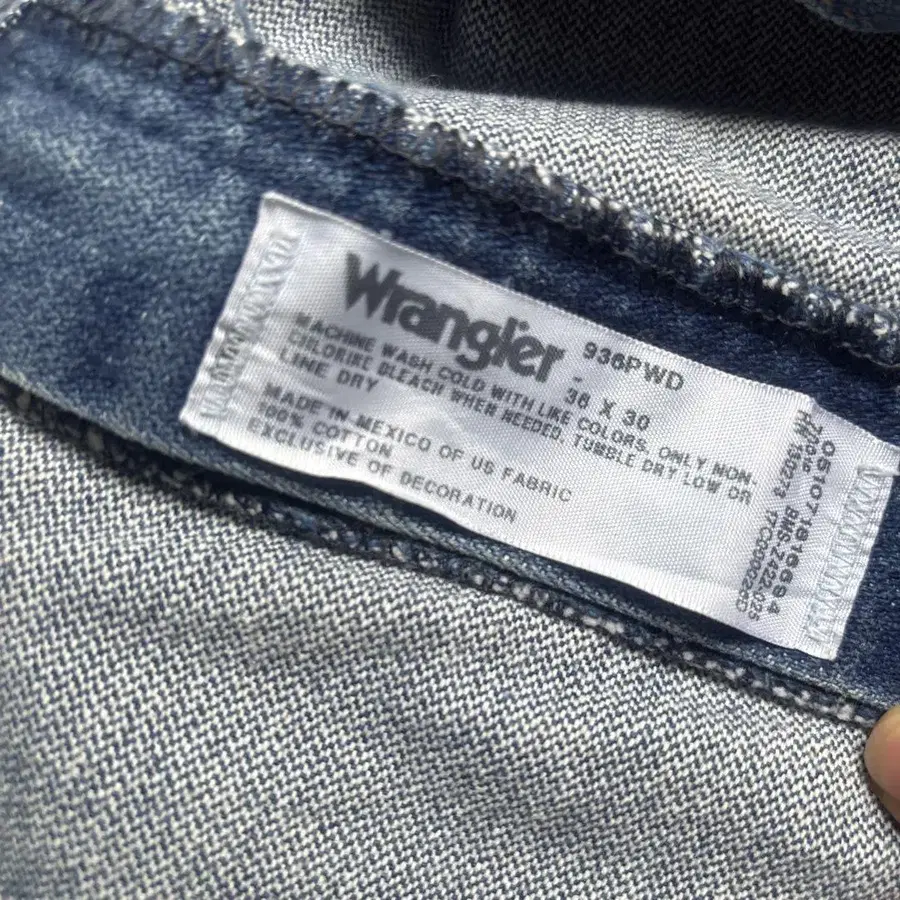 Wrangler
936PWD
-
36 X 30
MACHINE WASH COLD WITH LIKE COLORS, ONLY NON.
CHLORIRE BLEACH WHEN NEEDED, TUMBLE DRY LOW OR
LINE DRY
MADE IN MEXICO OF US FABRIC
100% COTTON
EXCLUSIVE OF DECORATION